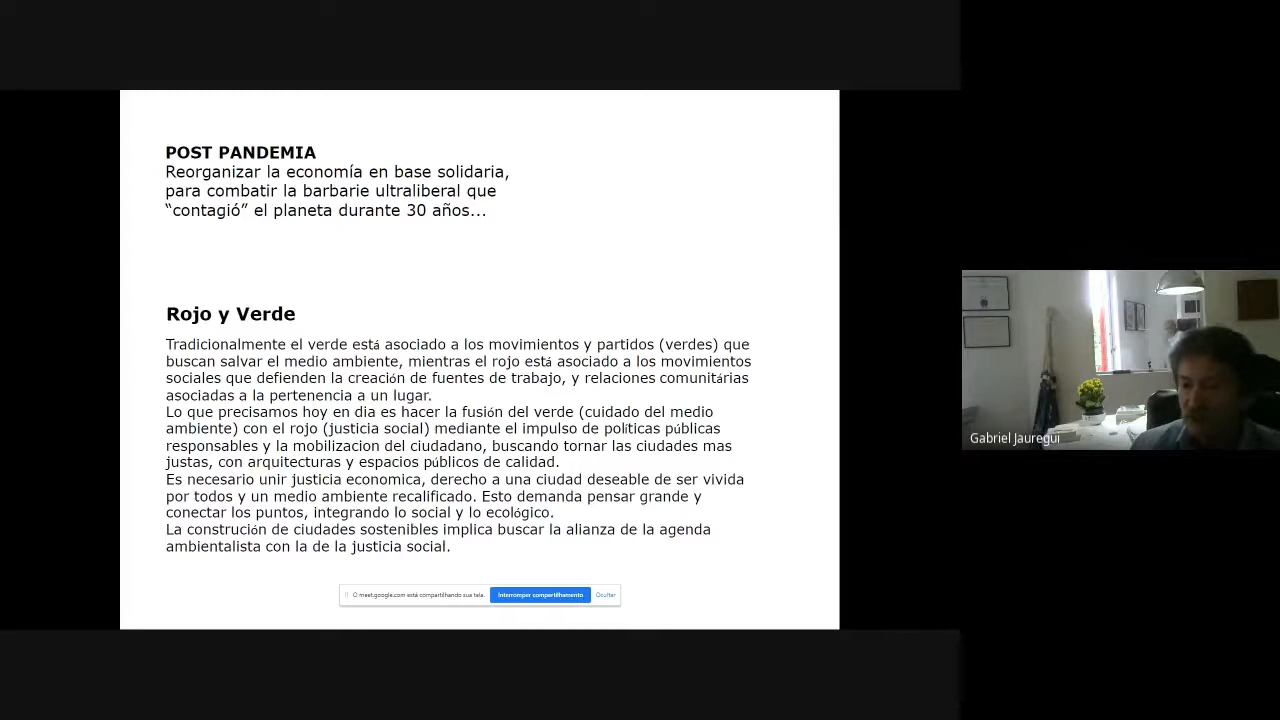 POST PANDEMIA
Reorganizar la economía en base solidaria,
para combatir la barbarie ultraliberal que
“contagió” el planeta durante 30 años...
Rojo y Verde
Tradicionalmente el verde está asociado a los movimientos y partidos (verdes) que
buscan salvar el medio ambiente, mientras el rojo está asociado a los movimientos
sociales que defienden la creación de fuentes de trabajo, y relaciones comunitárias
asociadas a la pertenencia a un lugar.
Lo que precisamos hoy en dia es hacer la fusión del verde (cuidado del medio
ambiente) con el rojo (justicia social) mediante el impulso de políticas públicas
responsables y la mobilizacion del ciudadano, buscando tornar las ciudades mas
justas, con arquitecturas y espacios públicos de calidad.
Es necesario unir justicia economica, derecho a una ciudad deseable de ser vivida
por todos y un medio ambiente recalificado. Esto demanda pensar grande y
conectar los puntos, integrando lo social y lo ecológico.
La construción de ciudades sostenibles implica buscar la alianza de la agenda
ambientalista con la de la justicia social.
O meet.google.com está compartilhando sua tela.
Interromper compartilhamento
Ocultar
Gabriel Jauregui